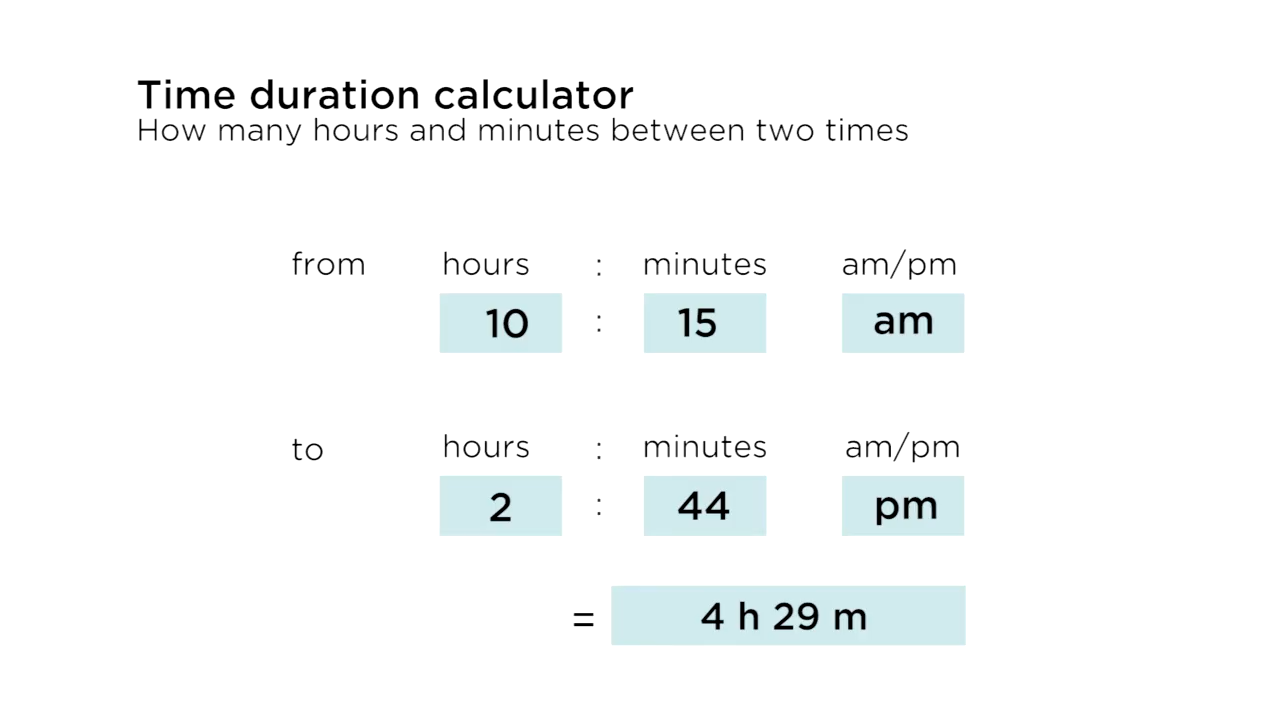 Time duration calculator
How many hours and minutes between two times
from hours : minutes am/pm
10 : 15 am
to hours : minutes am/pm
2 : 44 pm
= 4 h 29 m